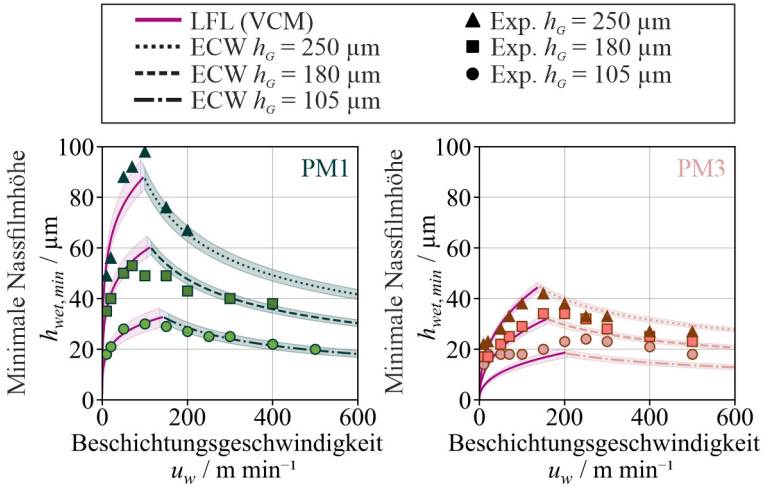 LFL (VCM)
ECW h_G = 250 µm
ECW h_G = 180 µm
ECW h_G = 105 µm
Exp. h_G = 250 µm
Exp. h_G = 180 µm
Exp. h_G = 105 µm
Minimale Nassfilmhöhe
h_wet,min / µm
100
80
60
40
20
0
PM1
0 200 400 600
Beschichtungsgeschwindigkeit
u_w / m min⁻¹
Minimale Nassfilmhöhe
h_wet,min / µm
100
80
60
40
20
0
PM3
0 200 400 600
Beschichtungsgeschwindigkeit
u_w / m min⁻¹